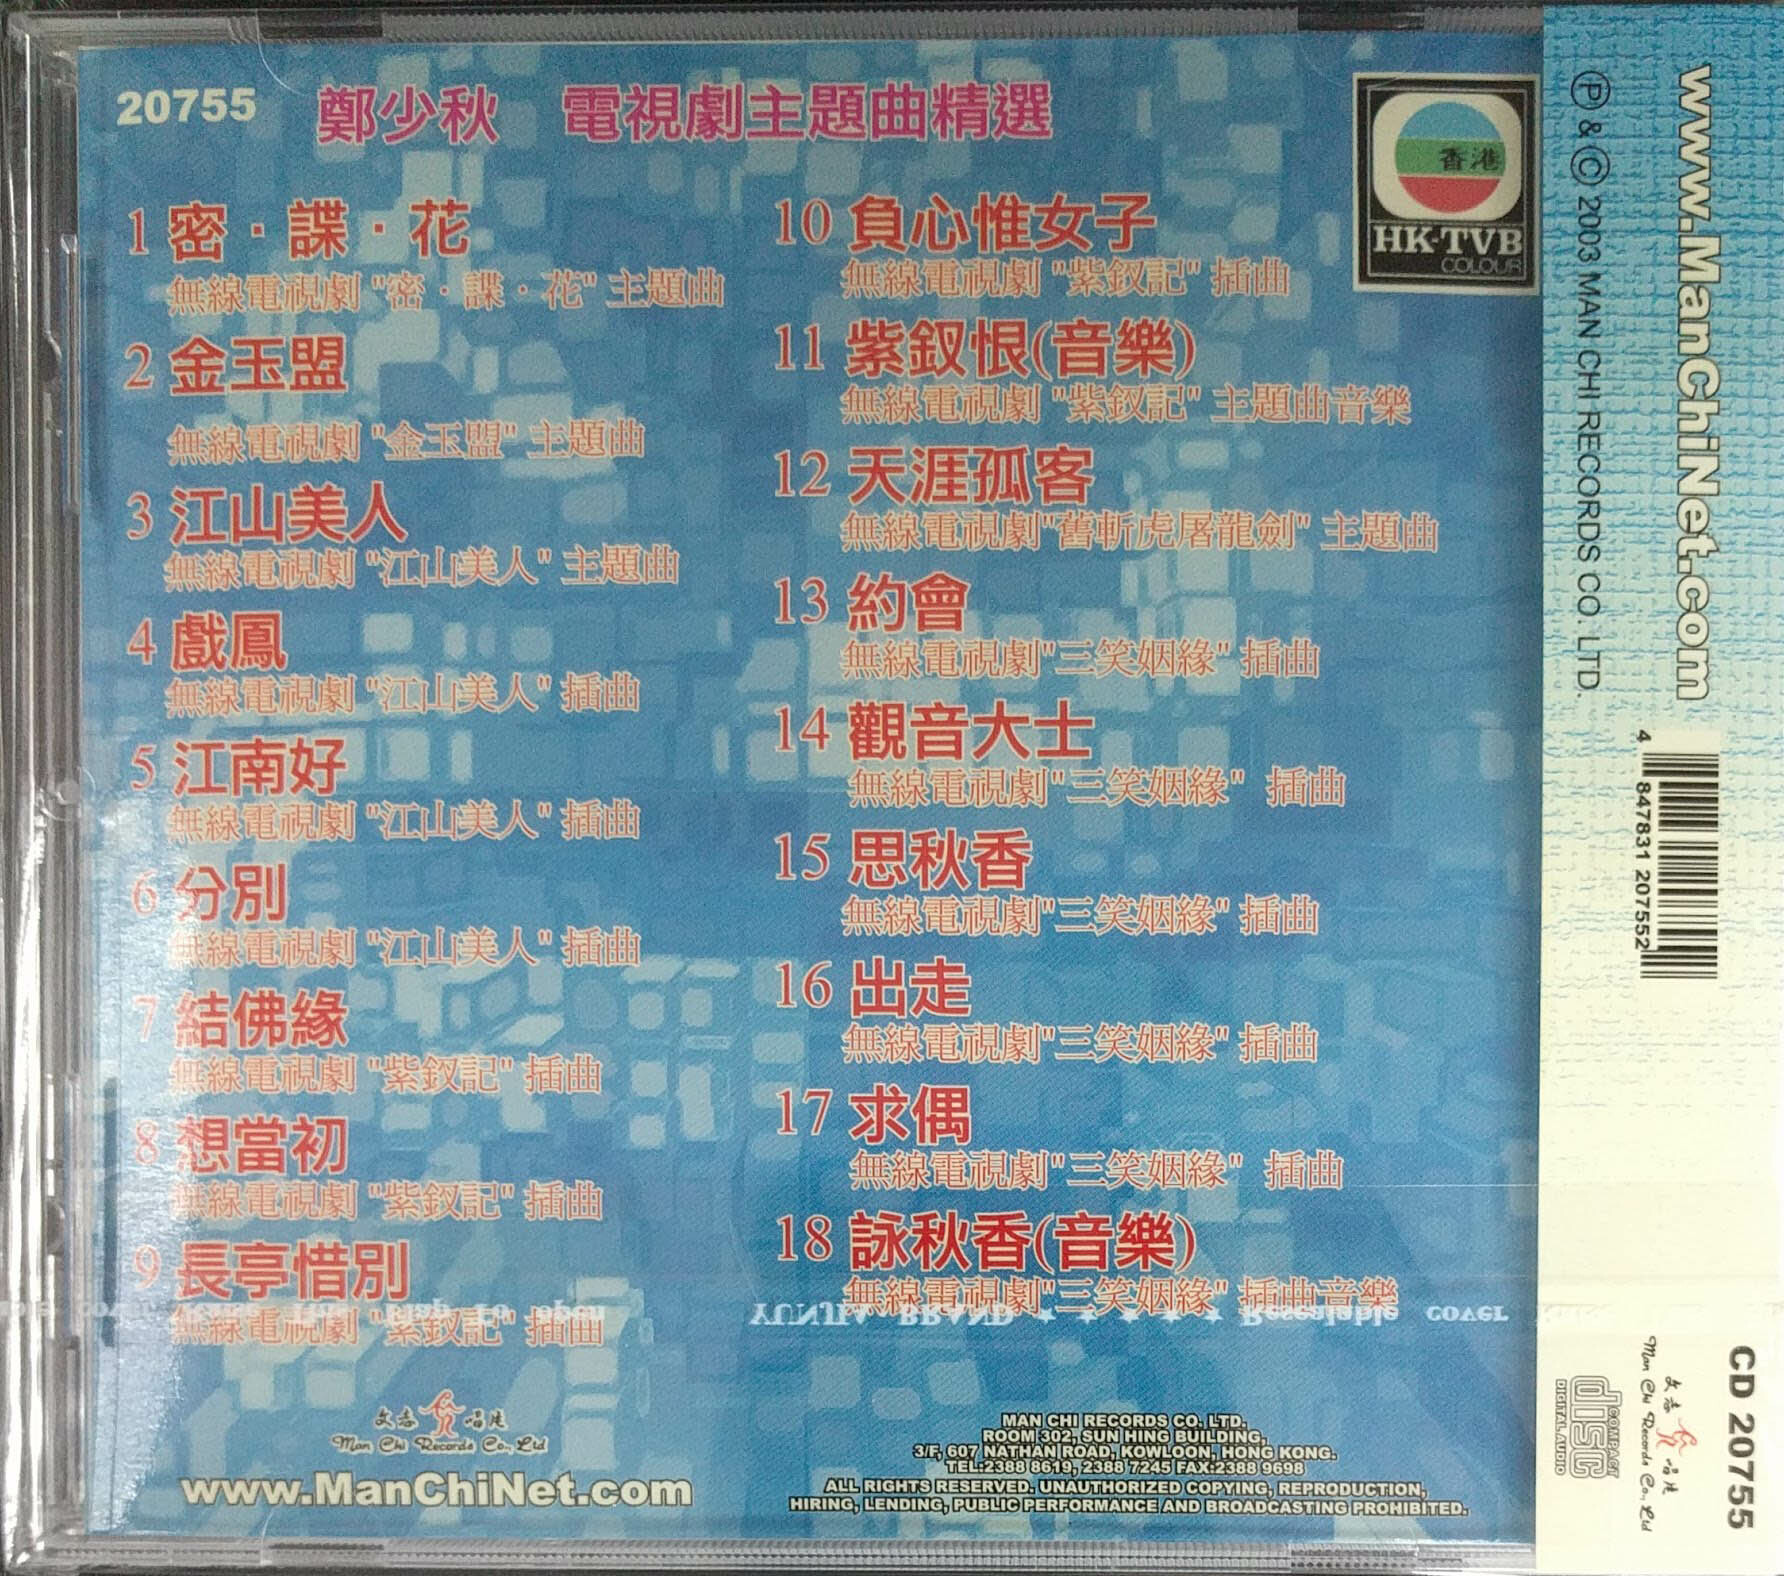 20755 鄭少秋 電視劇主題曲精選
香港
HK-TVB
COLOUR
1 密·諜·花
無線電視劇 "密·諜·花" 主題曲
2 金玉盟
無線電視劇 "金玉盟" 主題曲
3 江山美人
無線電視劇 "江山美人" 主題曲
4 戲鳳
無線電視劇 "江山美人" 插曲
5 江南好
無線電視劇 "江山美人" 插曲
6 分別
無線電視劇 "江山美人" 插曲
7 結佛緣
無線電視劇 "紫釵記" 插曲
8 想當初
無線電視劇 "紫釵記" 插曲
9 長亭惜別
無線電視劇 "紫釵記" 插曲
10 負心惟女子
無線電視劇 "紫釵記" 插曲
11 紫釵恨(音樂)
無線電視劇 "紫釵記" 主題曲音樂
12 天涯孤客
無線電視劇"舊斬虎屠龍劍" 主題曲
13 約會
無線電視劇"三笑姻緣" 插曲
14 觀音大士
無線電視劇"三笑姻緣" 插曲
15 思秋香
無線電視劇"三笑姻緣" 插曲
16 出走
無線電視劇"三笑姻緣" 插曲
17 求偶
無線電視劇"三笑姻緣" 插曲
18 詠秋香(音樂)
無線電視劇"三笑姻緣" 插曲音樂
YUNJIA BRAND ★ ★ ★ ★ ★ Resealable cover
Flap To open
文志唱片
Man Chi Records Co., Ltd
www.ManChiNet.com
MAN CHI RECORDS CO. LTD.
ROOM 302, SUN HING BUILDING,
3/F, 607 NATHAN ROAD, KOWLOON, HONG KONG.
TEL:2388 8619, 2388 7245 FAX:2388 9698
ALL RIGHTS RESERVED. UNAUTHORIZED COPYING, REPRODUCTION,
HIRING, LENDING, PUBLIC PERFORMANCE AND BROADCASTING PROHIBITED.
www.ManChiNet.com
Ⓟ & Ⓒ 2003 MAN CHI RECORDS CO. LTD.
4 847831 207552
CD 20755
文志唱片
Man Chi Records Co., Ltd
COMPACT
disc
DIGITAL AUDIO